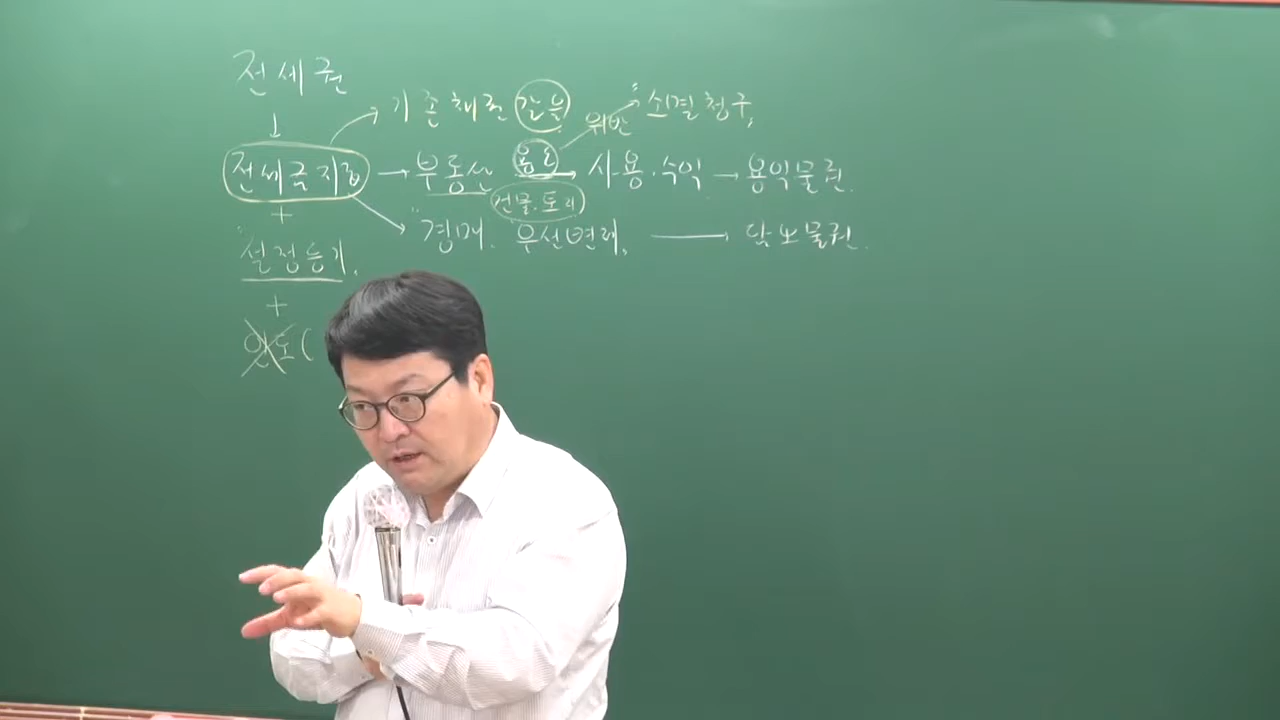 전세권
↓
기존채권 갈음
위반 "소멸청구,
전세금지급 → 부동산 용도 → 사용·수익 → 용익물권.
건물·토지
+
"경매. 우선변제, → 담보물권.
"설정등기.
+
인도 (